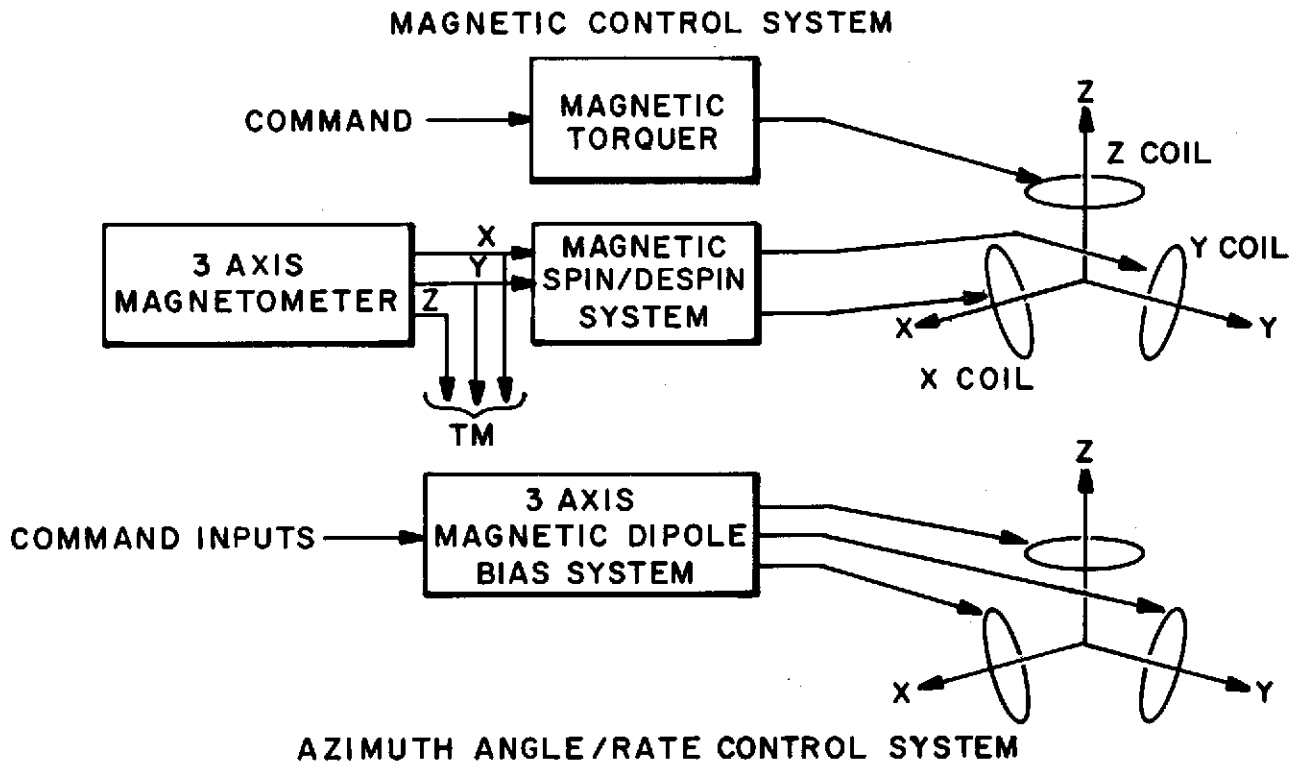 MAGNETIC CONTROL SYSTEM
COMMAND
MAGNETIC
TORQUER
Z
Z COIL
3 AXIS
MAGNETOMETER
X
Y
Z
MAGNETIC
SPIN/DESPIN
SYSTEM
Y COIL
X
Y
X COIL
TM
COMMAND INPUTS
3 AXIS
MAGNETIC DIPOLE
BIAS SYSTEM
Z
X
Y
AZIMUTH ANGLE/RATE CONTROL SYSTEM